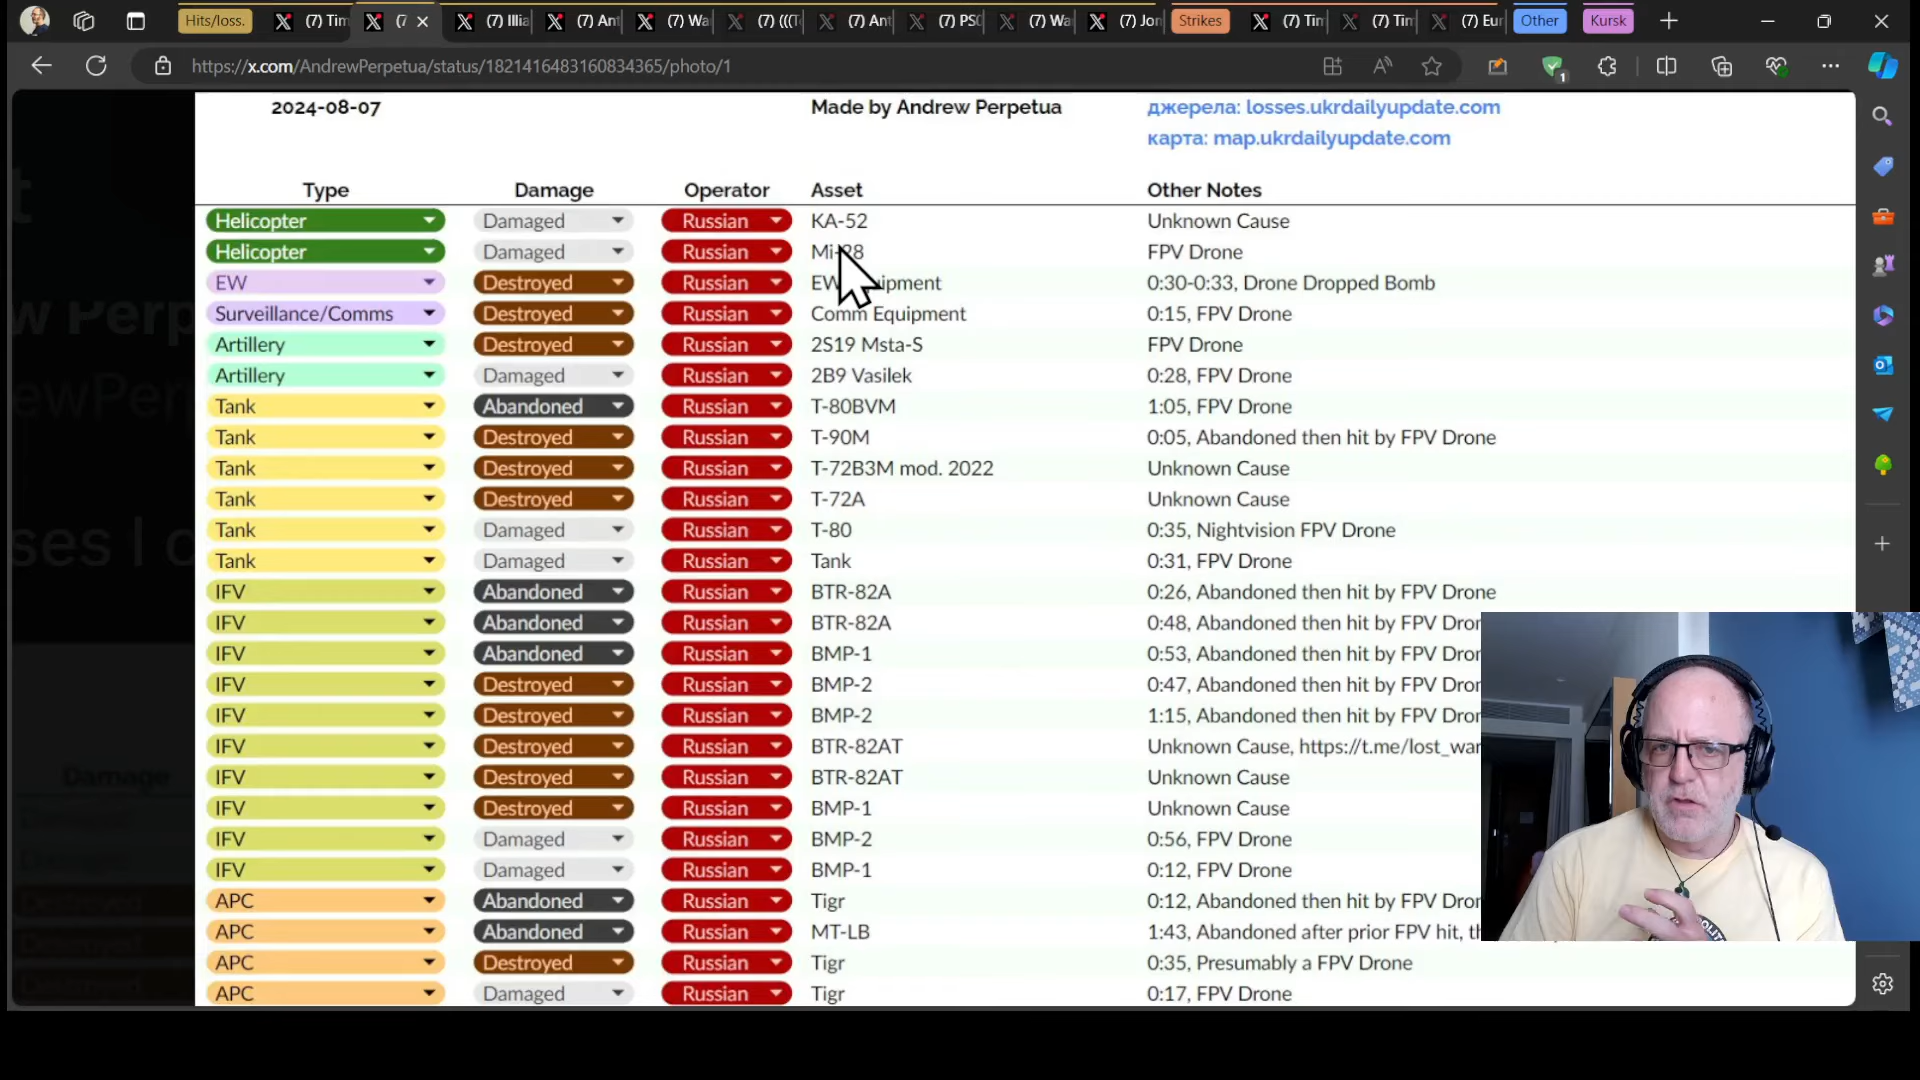 Hits/loss.
(7) Tim
(7
(7) Illia
(7) Ant
(7) Wa
(7) (((T
(7) Ant
(7) PS
(7) Wa
(7) Jon
Strikes
(7) Tim
(7) Tim
(7) Eur
Other
Kursk
https://x.com/AndrewPerpetua/status/1821416483160834365/photo/1
2024-08-07 Made by Andrew Perpetua джерела: losses.ukrdailyupdate.com
карта: map.ukrdailyupdate.com
Type Damage Operator Asset Other Notes
Helicopter Damaged Russian KA-52 Unknown Cause
Helicopter Damaged Russian Mi-28 FPV Drone
EW Destroyed Russian EW 0:30-0:33, Drone Dropped Bomb
Surveillance/Comms Destroyed Russian Comm Equipment 0:15, FPV Drone
Artillery Destroyed Russian 2S19 Msta-S FPV Drone
Artillery Damaged Russian 2B9 Vasilek 0:28, FPV Drone
Tank Abandoned Russian T-80BVM 1:05, FPV Drone
Tank Destroyed Russian T-90M 0:05, Abandoned then hit by FPV Drone
Tank Destroyed Russian T-72B3M mod. 2022 Unknown Cause
Tank Destroyed Russian T-72A Unknown Cause
Tank Damaged Russian T-80 0:35, Nightvision FPV Drone
Tank Damaged Russian Tank 0:31, FPV Drone
IFV Abandoned Russian BTR-82A 0:26, Abandoned then hit by FPV Drone
IFV Abandoned Russian BTR-82A 0:48, Abandoned then hit by FPV Dror
IFV Abandoned Russian BMP-1 0:53, Abandoned then hit by FPV Dror
IFV Destroyed Russian BMP-2 0:47, Abandoned then hit by FPV Dror
IFV Destroyed Russian BMP-2 1:15, Abandoned then hit by FPV Dror
IFV Destroyed Russian BTR-82AT Unknown Cause, https://t.me/lost_war
IFV Destroyed Russian BTR-82AT Unknown Cause
IFV Destroyed Russian BMP-1 Unknown Cause
IFV Damaged Russian BMP-2 0:56, FPV Drone
IFV Damaged Russian BMP-1 0:12, FPV Drone
APC Abandoned Russian Tigr 0:12, Abandoned then hit by FPV Dror
APC Abandoned Russian MT-LB 1:43, Abandoned after prior FPV hit, th
APC Destroyed Russian Tigr 0:35, Presumably a FPV Drone
APC Damaged Russian Tigr 0:17, FPV Drone